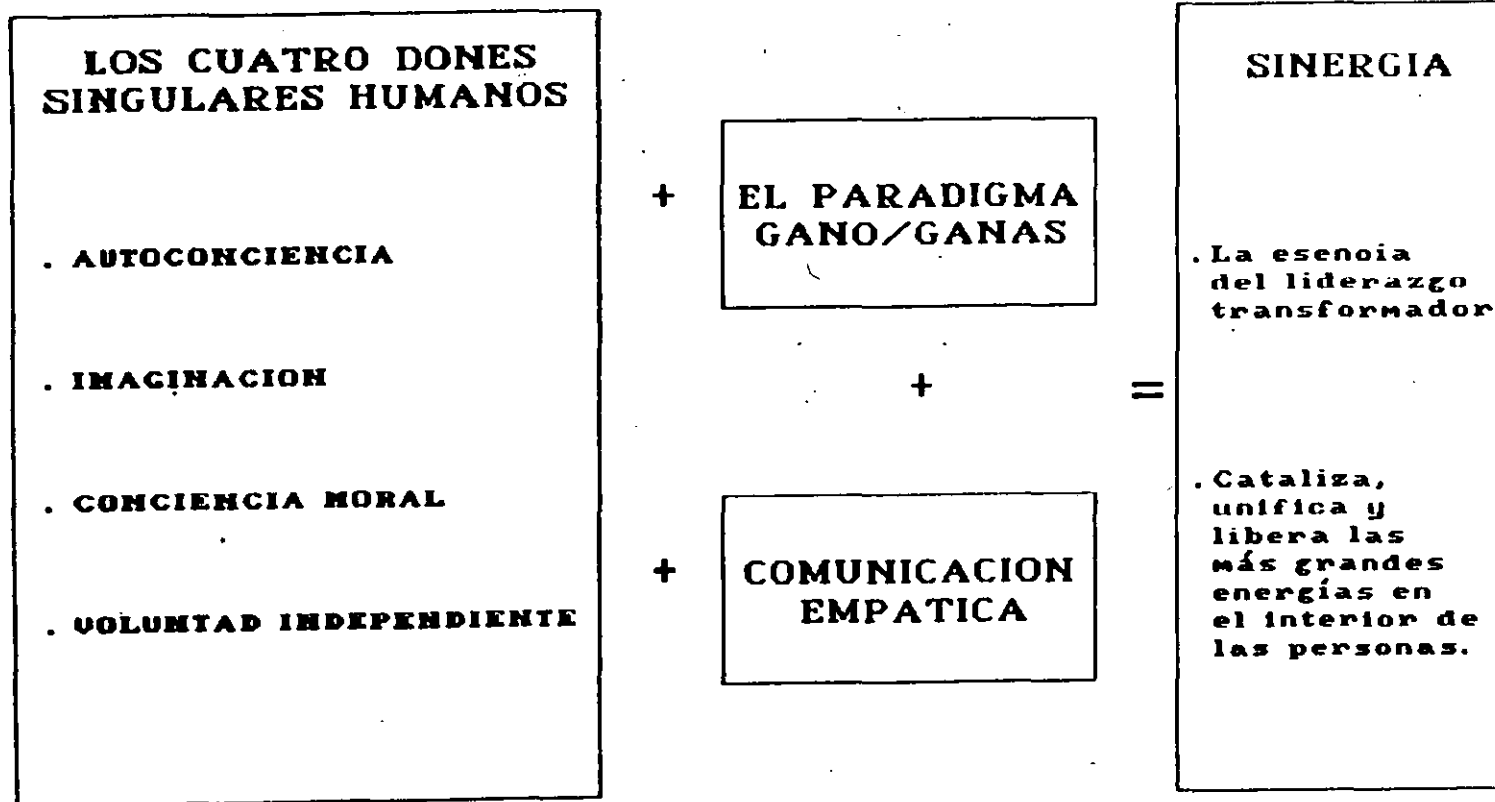 LOS CUATRO DONES
SINGULARES HUMANOS
. AUTOCONCIENCIA
. IMAGINACION
. CONCIENCIA MORAL
. VOLUNTAD INDEPENDIENTE
+
EL PARADIGMA
GANO/GANAS
+
+
COMUNICACION
EMPATICA
=
SINERGIA
. La esencia
del liderazgo
transformador
. Cataliza,
unifica y
libera las
más grandes
energías en
el interior de
las personas.